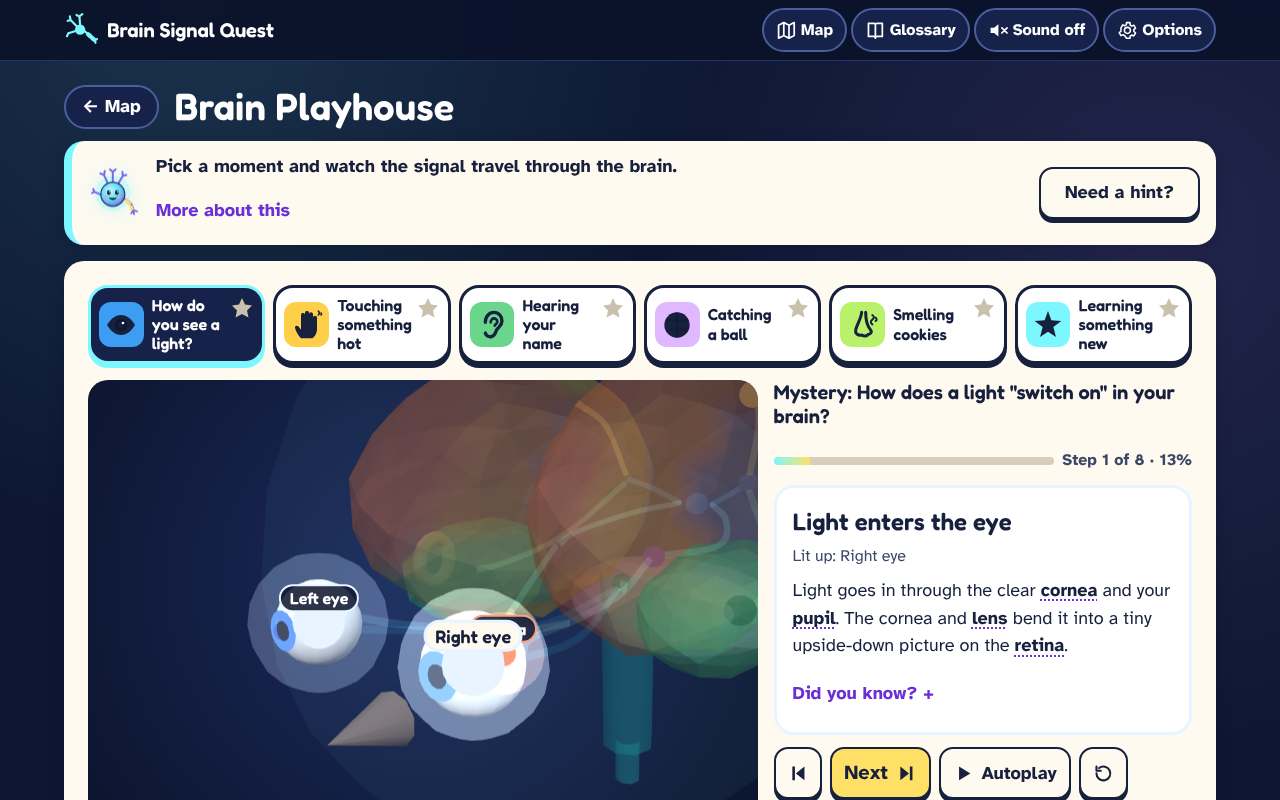 Brain Signal Quest
Map
Glossary
Sound off
Options
Map
Brain Playhouse
Pick a moment and watch the signal travel through the brain.
More about this
Need a hint?
How do
you see a
light?
Touching
something
hot
Hearing
your
name
Catching
a ball
Smelling
cookies
Learning
something
new
Left eye
Right eye
Mystery: How does a light "switch on" in your
brain?
Step 1 of 8 · 13%
Light enters the eye
Lit up: Right eye
Light goes in through the clear cornea and your
pupil. The cornea and lens bend it into a tiny
upside-down picture on the retina.
Did you know? +
Next
Autoplay